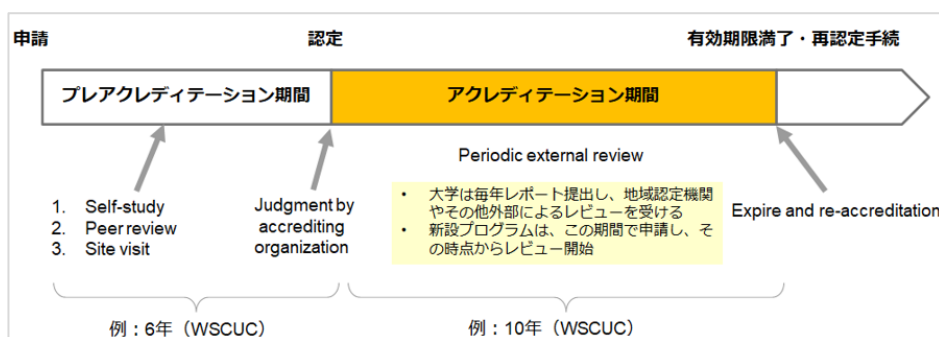 申請
認定
有効期限満了・再認定手続
プレアクレディテーション期間
アクレディテーション期間
Periodic external review
1. Self-study
2. Peer review
3. Site visit
Judgment by
accrediting
organization
• 大学は毎年レポート提出し、地域認定機関
やその他外部によるレビューを受ける
• 新設プログラムは、この期間で申請し、そ
の時点からレビュー開始
Expire and re-accreditation
例：6年（WSCUC）
例：10年（WSCUC）